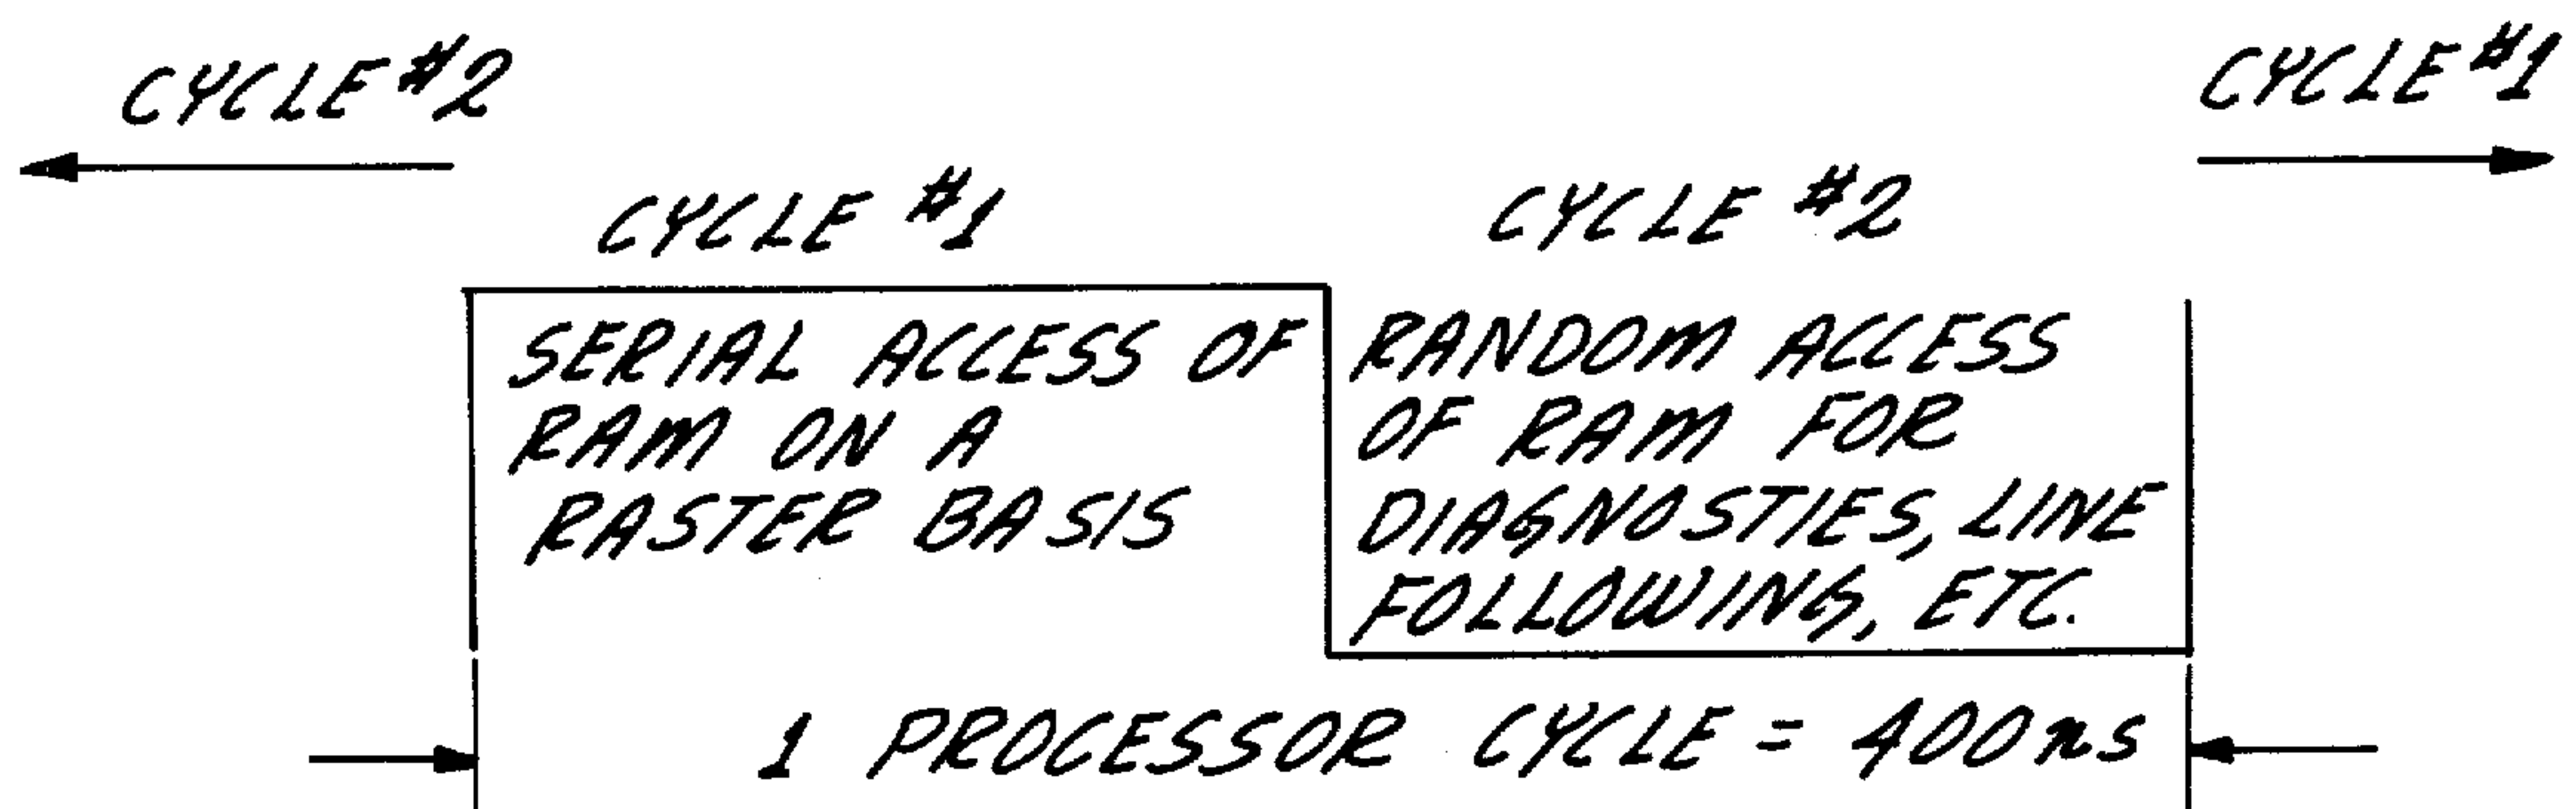 CYCLE #2
CYCLE #1
CYCLE #1
CYCLE #2
SERIAL ACCESS OF
RAM ON A
RASTER BASIS
RANDOM ACCESS
OF RAM FOR
DIAGNOSTIES, LINE
FOLLOWING, ETC.
1 PROCESSOR CYCLE = 400ns